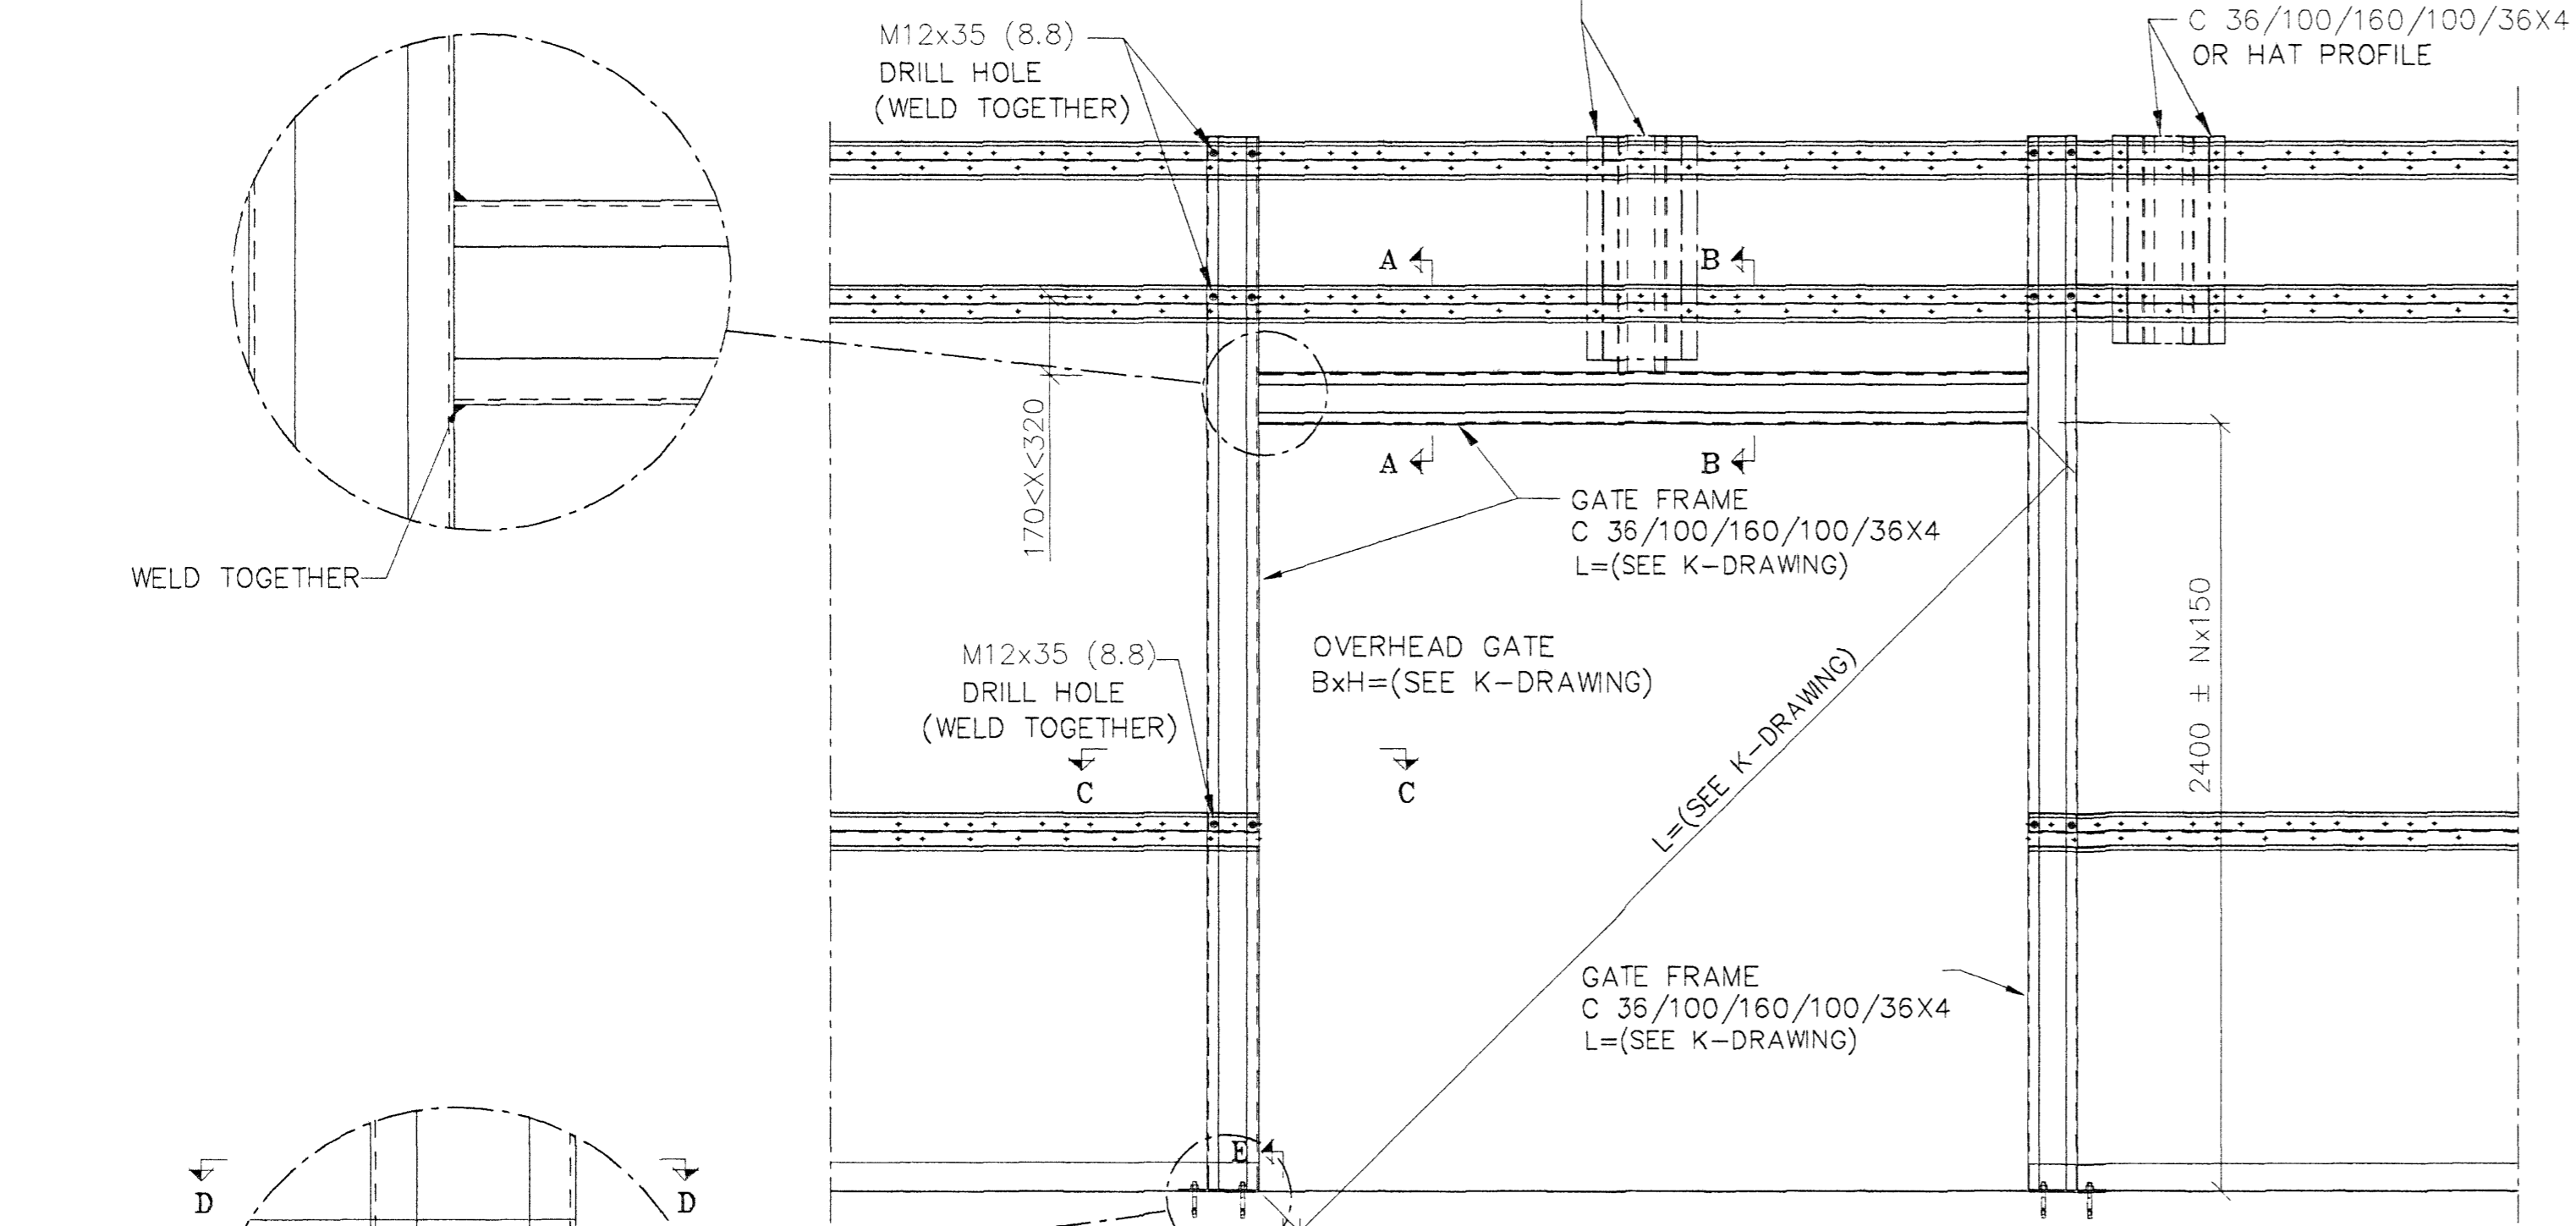 M12x35 (8.8)
DRILL HOLE
(WELD TOGETHER)
C 36/100/160/100/36X4
OR HAT PROFILE
A
B
A
B
170<X<320
GATE FRAME
C 36/100/160/100/36X4
L=(SEE K-DRAWING)
WELD TOGETHER
2400 ± Nx150
OVERHEAD GATE
BxH=(SEE K-DRAWING)
M12x35 (8.8)
DRILL HOLE
(WELD TOGETHER)
L=(SEE K-DRAWING)
C
C
GATE FRAME
C 36/100/160/100/36X4
L=(SEE K-DRAWING)
E
D
D